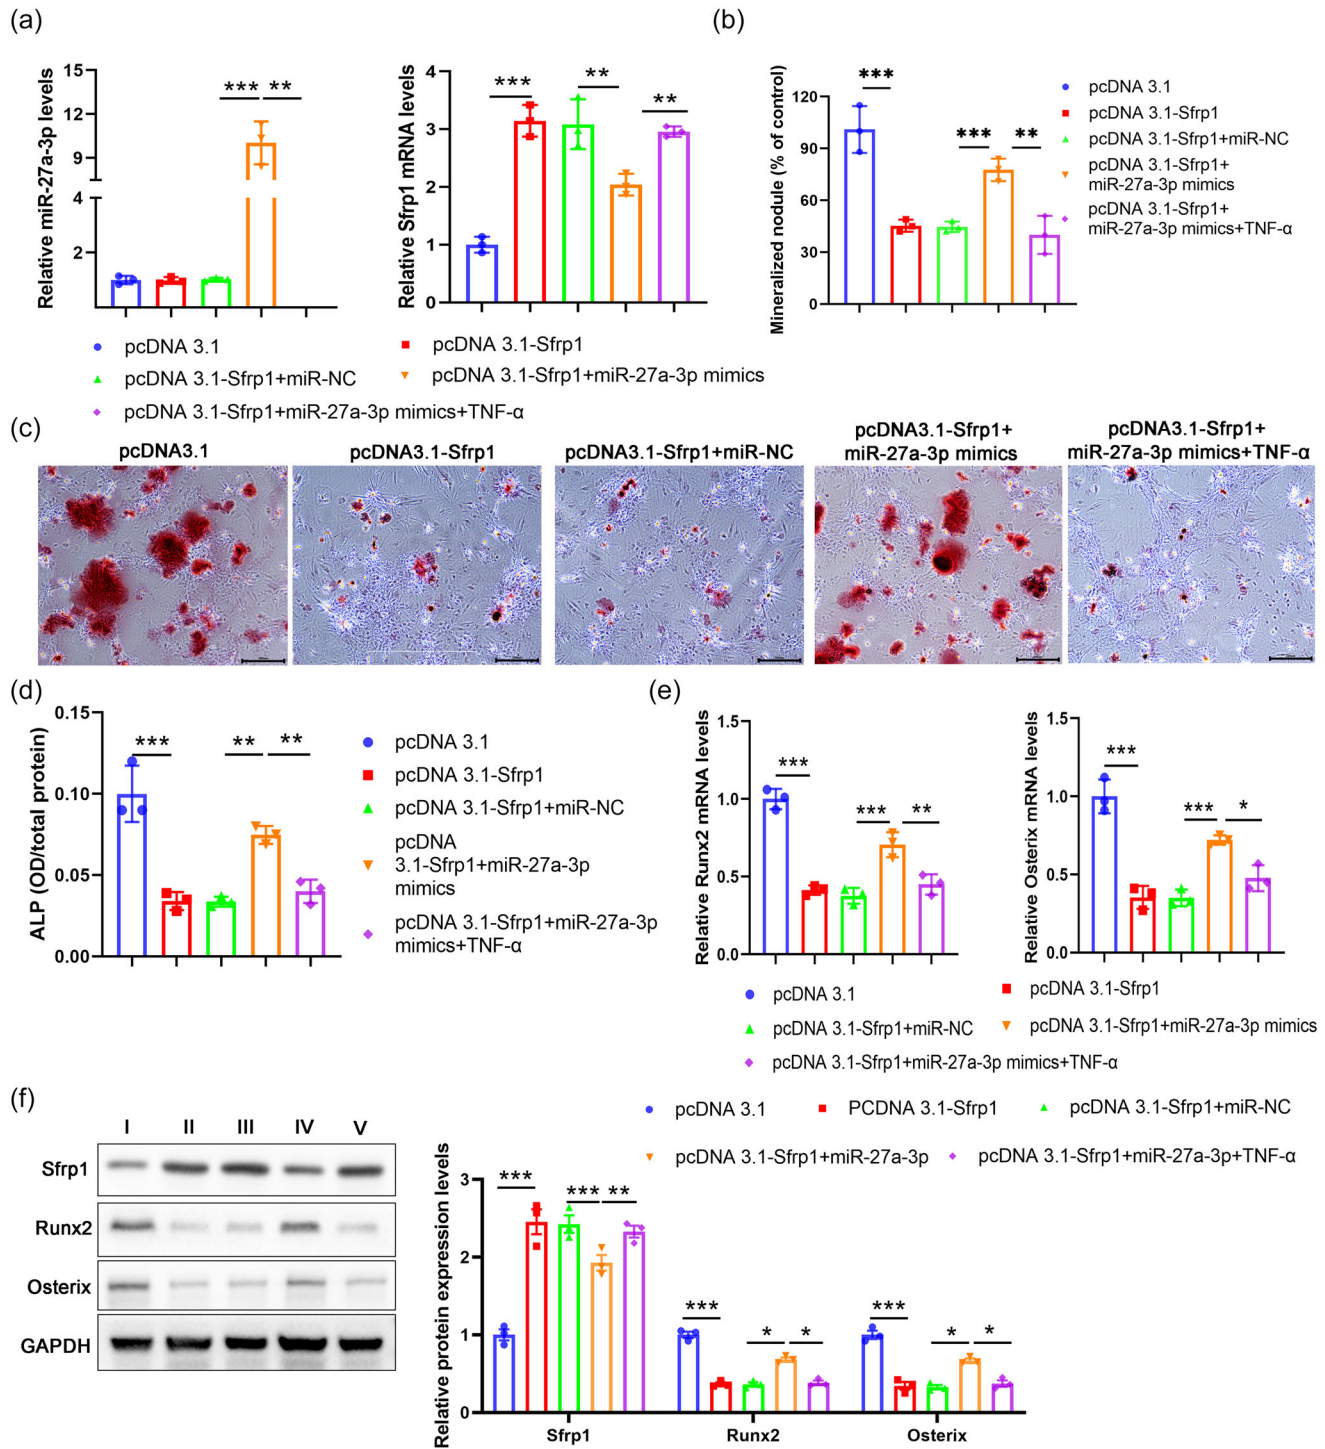 (a)
Relative miR-27a-3p levels
15
12
9
4
2
*** **
Relative Sfrp1 mRNA levels
4
3
2
1
0
*** ** **
pcDNA 3.1
pcDNA 3.1-Sfrp1
pcDNA 3.1-Sfrp1+miR-NC
pcDNA 3.1-Sfrp1+miR-27a-3p mimics
pcDNA 3.1-Sfrp1+miR-27a-3p mimics+TNF-α
(b)
Mineralized nodule (% of control)
120
90
60
30
0
*** *** **
pcDNA 3.1
pcDNA 3.1-Sfrp1
pcDNA 3.1-Sfrp1+miR-NC
pcDNA 3.1-Sfrp1+
miR-27a-3p mimics
pcDNA 3.1-Sfrp1+
miR-27a-3p mimics+TNF-α
(c)
pcDNA3.1
pcDNA3.1-Sfrp1
pcDNA3.1-Sfrp1+miR-NC
pcDNA3.1-Sfrp1+
miR-27a-3p mimics
pcDNA3.1-Sfrp1+
miR-27a-3p mimics+TNF-α
(d)
ALP (OD/total protein)
0.15
0.10
0.05
0.00
*** ** **
pcDNA 3.1
pcDNA 3.1-Sfrp1
pcDNA 3.1-Sfrp1+miR-NC
pcDNA
3.1-Sfrp1+miR-27a-3p
mimics
pcDNA 3.1-Sfrp1+miR-27a-3p
mimics+TNF-α
(e)
Relative Runx2 mRNA levels
1.5
1.0
0.5
0.0
*** *** **
Relative Osterix mRNA levels
1.5
1.0
0.5
0.0
*** *** *
pcDNA 3.1
pcDNA 3.1-Sfrp1
pcDNA 3.1-Sfrp1+miR-NC
pcDNA 3.1-Sfrp1+miR-27a-3p mimics
pcDNA 3.1-Sfrp1+miR-27a-3p mimics+TNF-α
(f)
I II III IV V
Sfrp1
Runx2
Osterix
GAPDH
pcDNA 3.1
PCDNA 3.1-Sfrp1
pcDNA 3.1-Sfrp1+miR-NC
pcDNA 3.1-Sfrp1+miR-27a-3p
pcDNA 3.1-Sfrp1+miR-27a-3p+TNF-α
Relative protein expression levels
3
2
1
0
*** *** **
*** * *
*** * *
Sfrp1 Runx2 Osterix